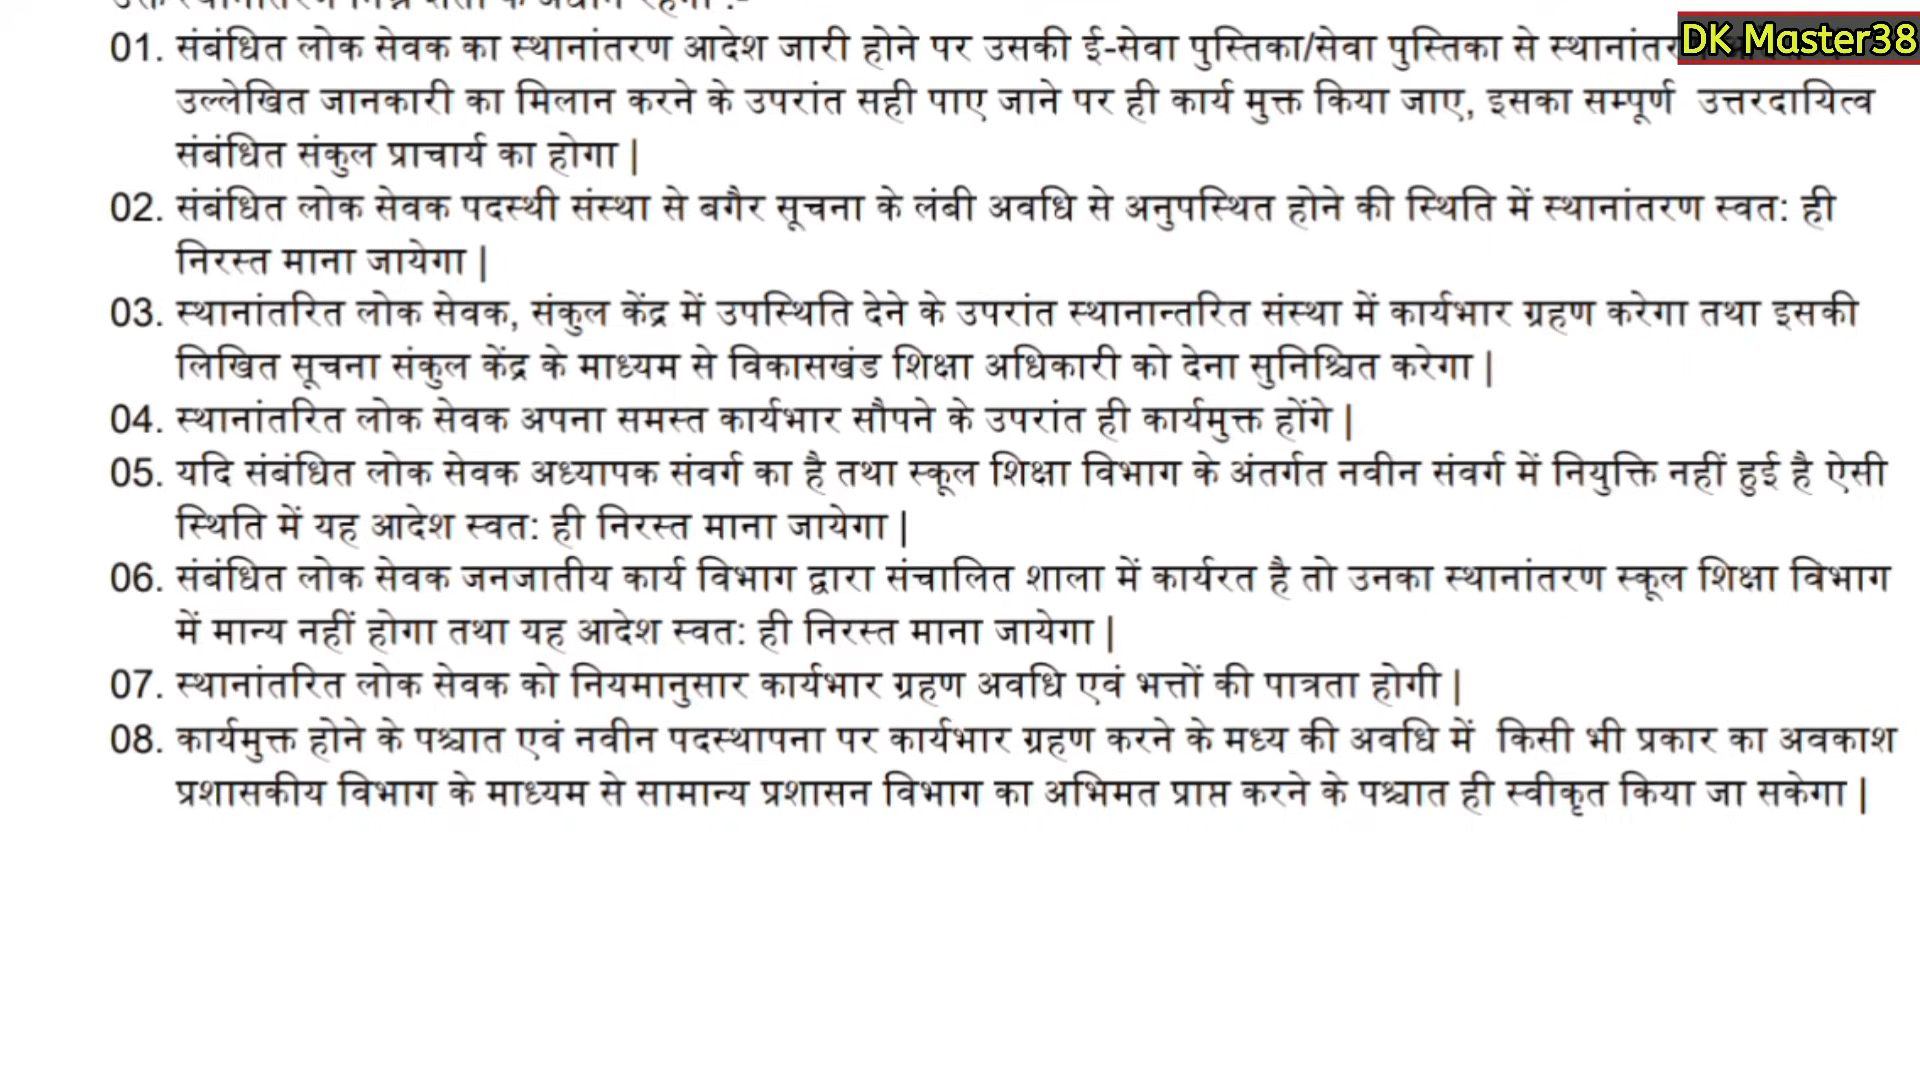 01. संबंधित लोक सेवक का स्थानांतरण आदेश जारी होने पर उसकी ई-सेवा पुस्तिका/सेवा पुस्तिका से
DK Master38
उल्लेखित जानकारी का मिलान करने के उपरांत सही पाए जाने पर ही कार्य मुक्त किया जाए, इसका सम्पूर्ण उत्तरदायित्व
संबंधित संकुल प्राचार्य का होगा |
02. संबंधित लोक सेवक पदस्थी संस्था से बगैर सूचना के लंबी अवधि से अनुपस्थित होने की स्थिति में स्थानांतरण स्वत: ही
निरस्त माना जायेगा |
03. स्थानांतरित लोक सेवक, संकुल केंद्र में उपस्थिति देने के उपरांत स्थानान्तरित संस्था में कार्यभार ग्रहण करेगा तथा इसकी
लिखित सूचना संकुल केंद्र के माध्यम से विकासखंड शिक्षा अधिकारी को देना सुनिश्चित करेगा |
04. स्थानांतरित लोक सेवक अपना समस्त कार्यभार सौपने के उपरांत ही कार्यमुक्त होंगे |
05. यदि संबंधित लोक सेवक अध्यापक संवर्ग का है तथा स्कूल शिक्षा विभाग के अंतर्गत नवीन संवर्ग में नियुक्ति नहीं हुई है ऐसी
स्थिति में यह आदेश स्वत: ही निरस्त माना जायेगा |
06. संबंधित लोक सेवक जनजातीय कार्य विभाग द्वारा संचालित शाला में कार्यरत है तो उनका स्थानांतरण स्कूल शिक्षा विभाग
में मान्य नहीं होगा तथा यह आदेश स्वत: ही निरस्त माना जायेगा |
07. स्थानांतरित लोक सेवक को नियमानुसार कार्यभार ग्रहण अवधि एवं भत्तों की पात्रता होगी |
08. कार्यमुक्त होने के पश्चात एवं नवीन पदस्थापना पर कार्यभार ग्रहण करने के मध्य की अवधि में किसी भी प्रकार का अवकाश
प्रशासकीय विभाग के माध्यम से सामान्य प्रशासन विभाग का अभिमत प्राप्त करने के पश्चात ही स्वीकृत किया जा सकेगा |